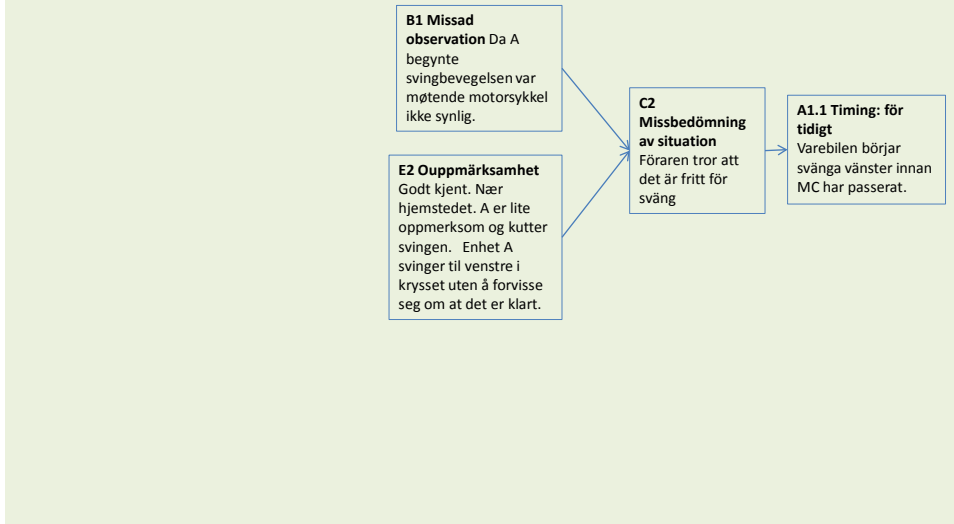 B1 Missad
observation Da A
begynte
svingbevegelsen var
møtende motorsykkel
ikke synlig.
E2 Ouppmärksamhet
Godt kjent. Nær
hjemstedet. A er lite
oppmerksom og kutter
svingen. Enhet A
svinger til venstre i
krysset uten å forvisse
seg om at det er klart.
C2
Missbedömning
av situation
Föraren tror att
det är fritt för
sväng
A1.1 Timing: för
tidigt
Varebilen börjar
svänga vänster innan
MC har passerat.